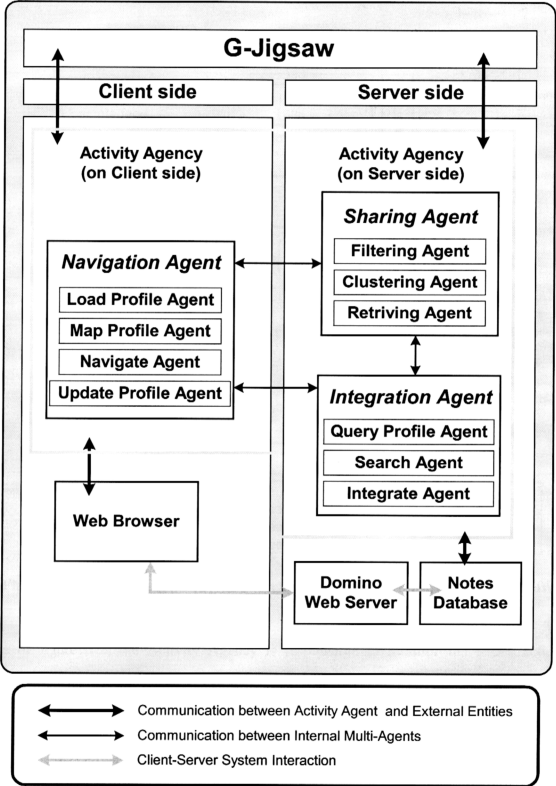 G-Jigsaw
Client side
Server side
Activity Agency
(on Client side)
Activity Agency
(on Server side)
Navigation Agent
Load Profile Agent
Map Profile Agent
Navigate Agent
Update Profile Agent
Sharing Agent
Filtering Agent
Clustering Agent
Retriving Agent
Integration Agent
Query Profile Agent
Search Agent
Integrate Agent
Web Browser
Domino
Web Server
Notes
Database
Communication between Activity Agent and External Entities
Communication between Internal Multi-Agents
Client-Server System Interaction